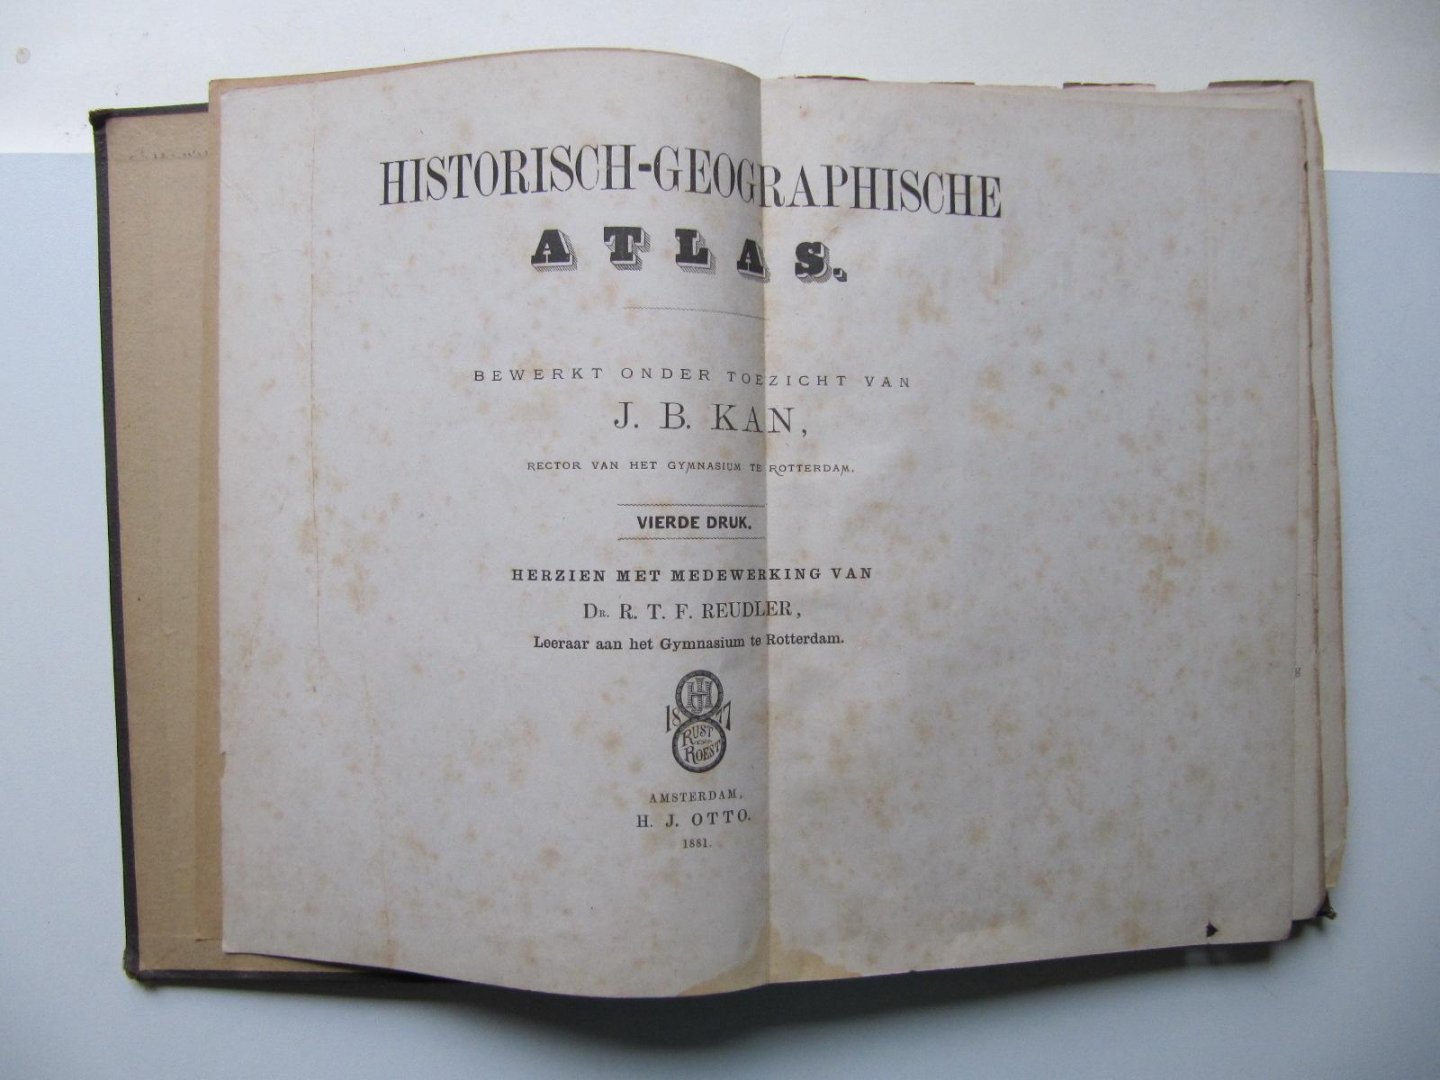 HISTORISCH-GEOGRAPHISCHE
ATLAS.
BEWERKT ONDER TOEZICHT VAN
J. B. KAN,
RECTOR VAN HET GYMNASIUM TE ROTTERDAM.
VIERDE DRUK.
HERZIEN MET MEDEWERKING VAN
DR. R. T. F. REUDLER,
Leeraar aan het Gymnasium te Rotterdam.
18 77
RUST
ROEST
AMSTERDAM,
H. J. OTTO.
1881.